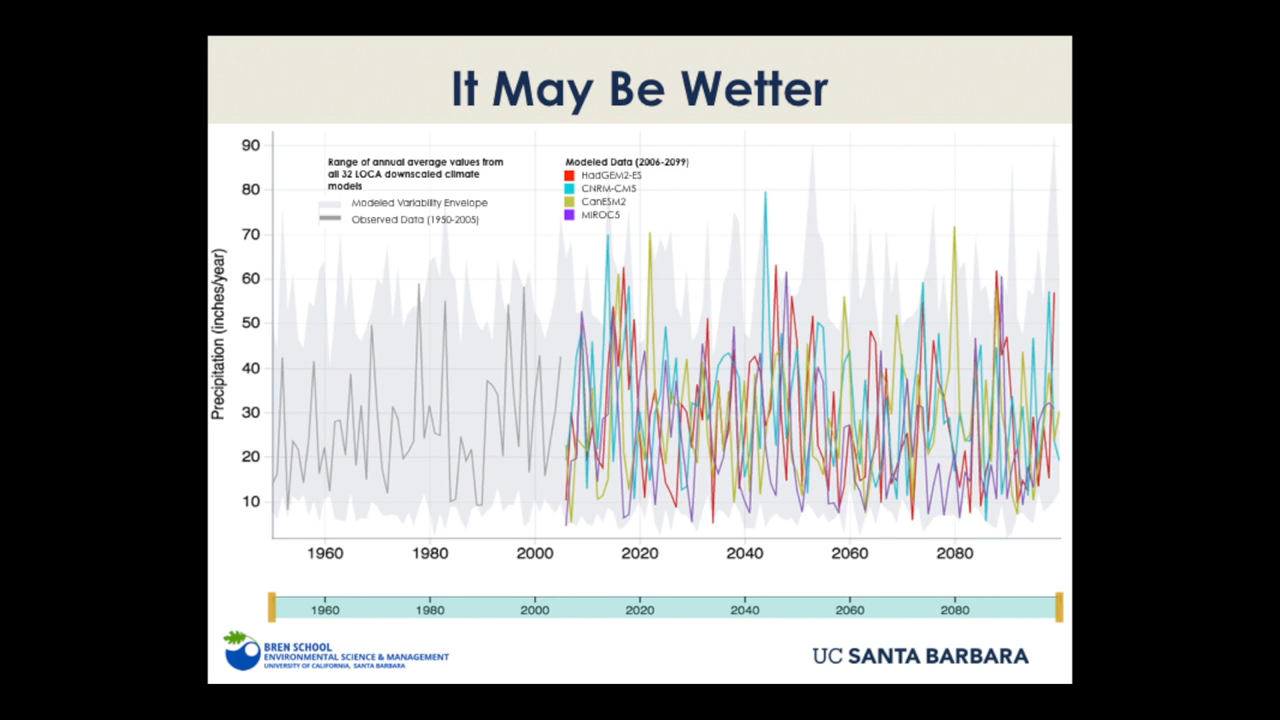 It May Be Wetter
90
80
70
60
50
40
30
20
10
Precipitation (inches/year)
Range of annual average values from
all 32 LOCA downscaled climate
models
Modeled Variability Envelope
Observed Data (1950-2005)
Modeled Data (2006-2099)
HadGEM2-ES
CNRM-CM5
CanESM2
MIROC5
1960 1980 2000 2020 2040 2060 2080
1960 1980 2000 2020 2040 2060 2080
BREN SCHOOL
ENVIRONMENTAL SCIENCE & MANAGEMENT
UNIVERSITY OF CALIFORNIA, SANTA BARBARA
UC SANTA BARBARA